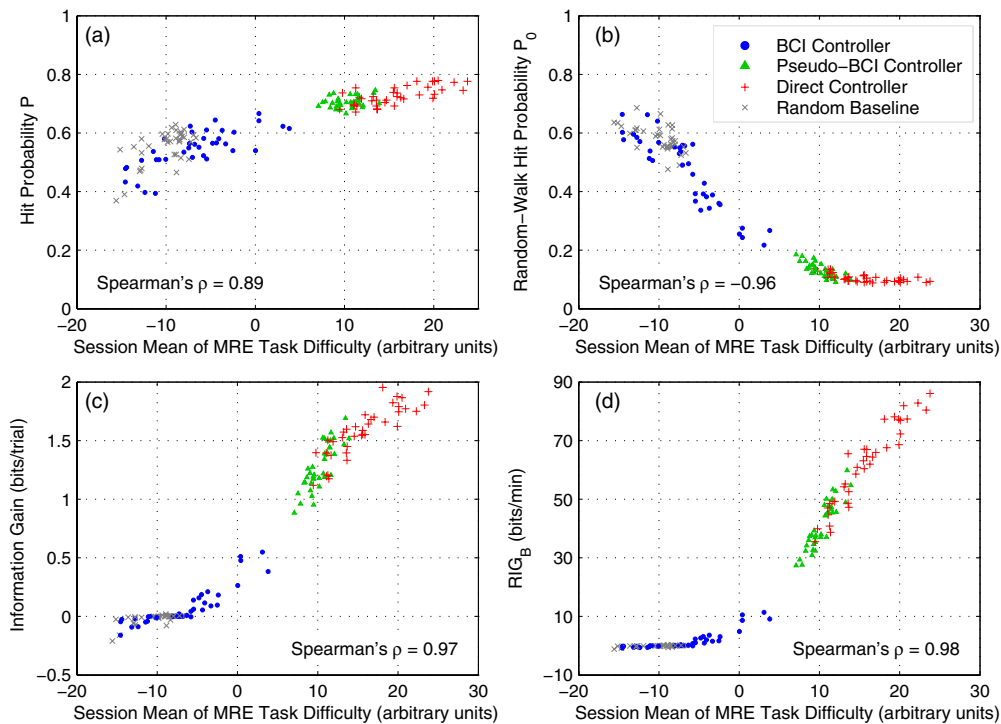 (a)
Hit Probability P
1
0.8
0.6
0.4
0.2
0
Spearman's ρ = 0.89
−20 −10 0 10 20
Session Mean of MRE Task Difficulty (arbitrary units)
(b)
Random−Walk Hit Probability P0
BCI Controller
Pseudo−BCI Controller
Direct Controller
Random Baseline
1
0.8
0.6
0.4
0.2
0
Spearman's ρ = −0.96
−20 −10 0 10 20 30
Session Mean of MRE Task Difficulty (arbitrary units)
(c)
Information Gain (bits/trial)
2
1.5
1
0.5
0
−0.5
Spearman's ρ = 0.97
−20 −10 0 10 20 30
Session Mean of MRE Task Difficulty (arbitrary units)
(d)
RIGB (bits/min)
90
70
50
30
10
−10
Spearman's ρ = 0.98
−20 −10 0 10 20 30
Session Mean of MRE Task Difficulty (arbitrary units)